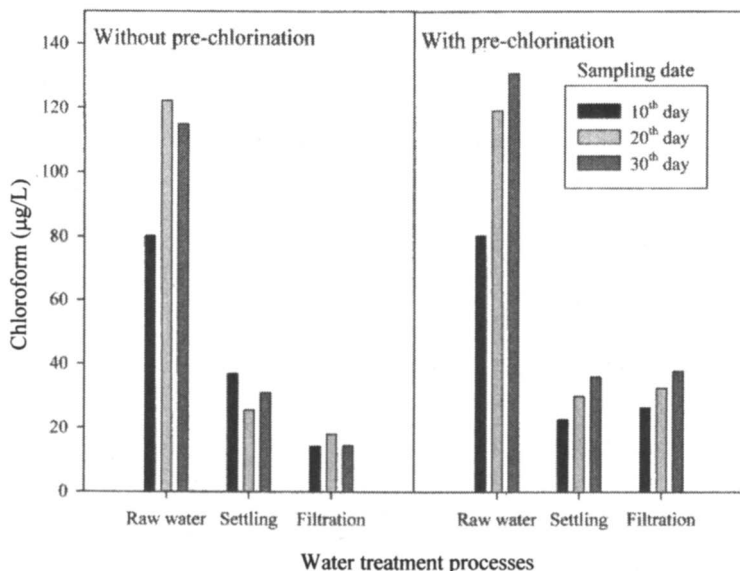 140
120
100
80
60
40
20
0
Chloroform (µg/L)
Without pre-chlorination
With pre-chlorination
Sampling date
10th day
20th day
30th day
Raw water Settling Filtration
Raw water Settling Filtration
Water treatment processes